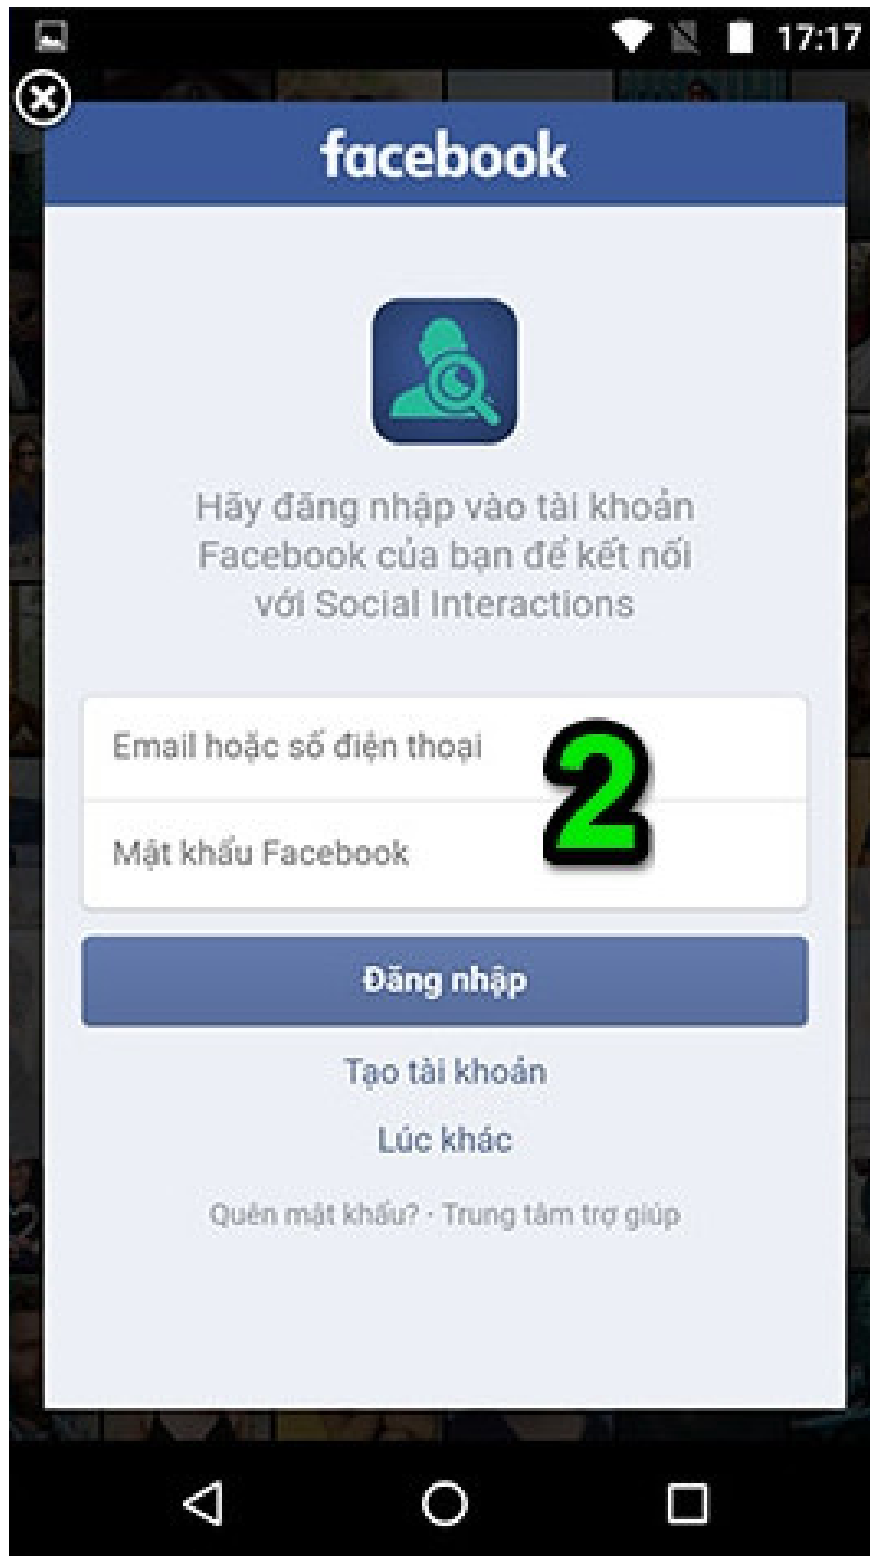 17:17
facebook
Hãy đăng nhập vào tài khoản
Facebook của bạn để kết nối
với Social Interactions
Email hoặc số điện thoại
2
Mật khẩu Facebook
Đăng nhập
Tạo tài khoản
Lúc khác
Quên mật khẩu? · Trung tâm trợ giúp